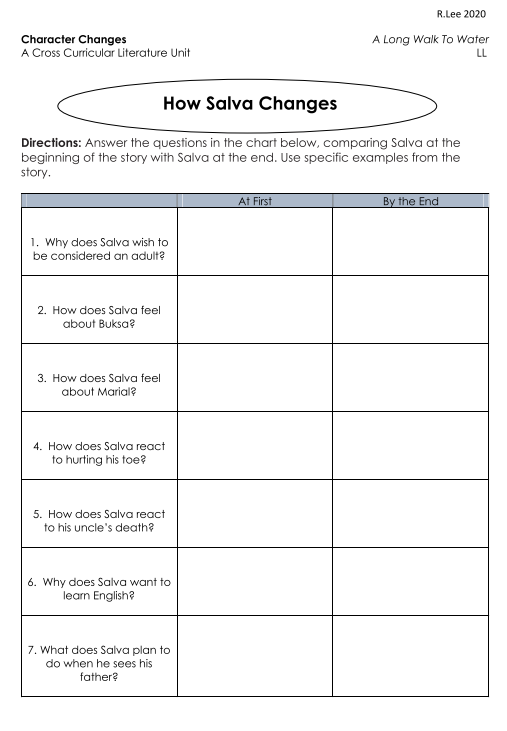 R.Lee 2020
Character Changes
A Long Walk To Water
A Cross Curricular Literature Unit
LL
How Salva Changes
Directions: Answer the questions in the chart below, comparing Salva at the
beginning of the story with Salva at the end. Use specific examples from the
story.
At First
By the End
1. Why does Salva wish to
be considered an adult?
2. How does Salva feel
about Buksa?
3. How does Salva feel
about Marial?
4. How does Salva react
to hurting his toe?
5. How does Salva react
to his uncle's death?
6. Why does Salva want to
learn English?
7. What does Salva plan to
do when he sees his
father?